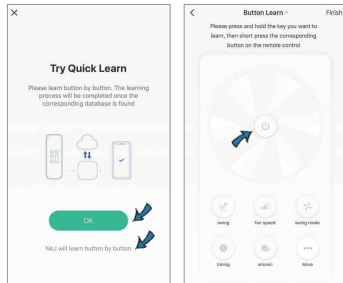 Try Quick Learn
Please learn button by button. The learning
process will be completed once the
corresponding database is found
OK
No,I will learn button by button
Button Learn
Finish
Please press and hold the key you want to
learn, then short press the corresponding
button on the remote control
swing
fan speed
swing mode
timing
anionic
More